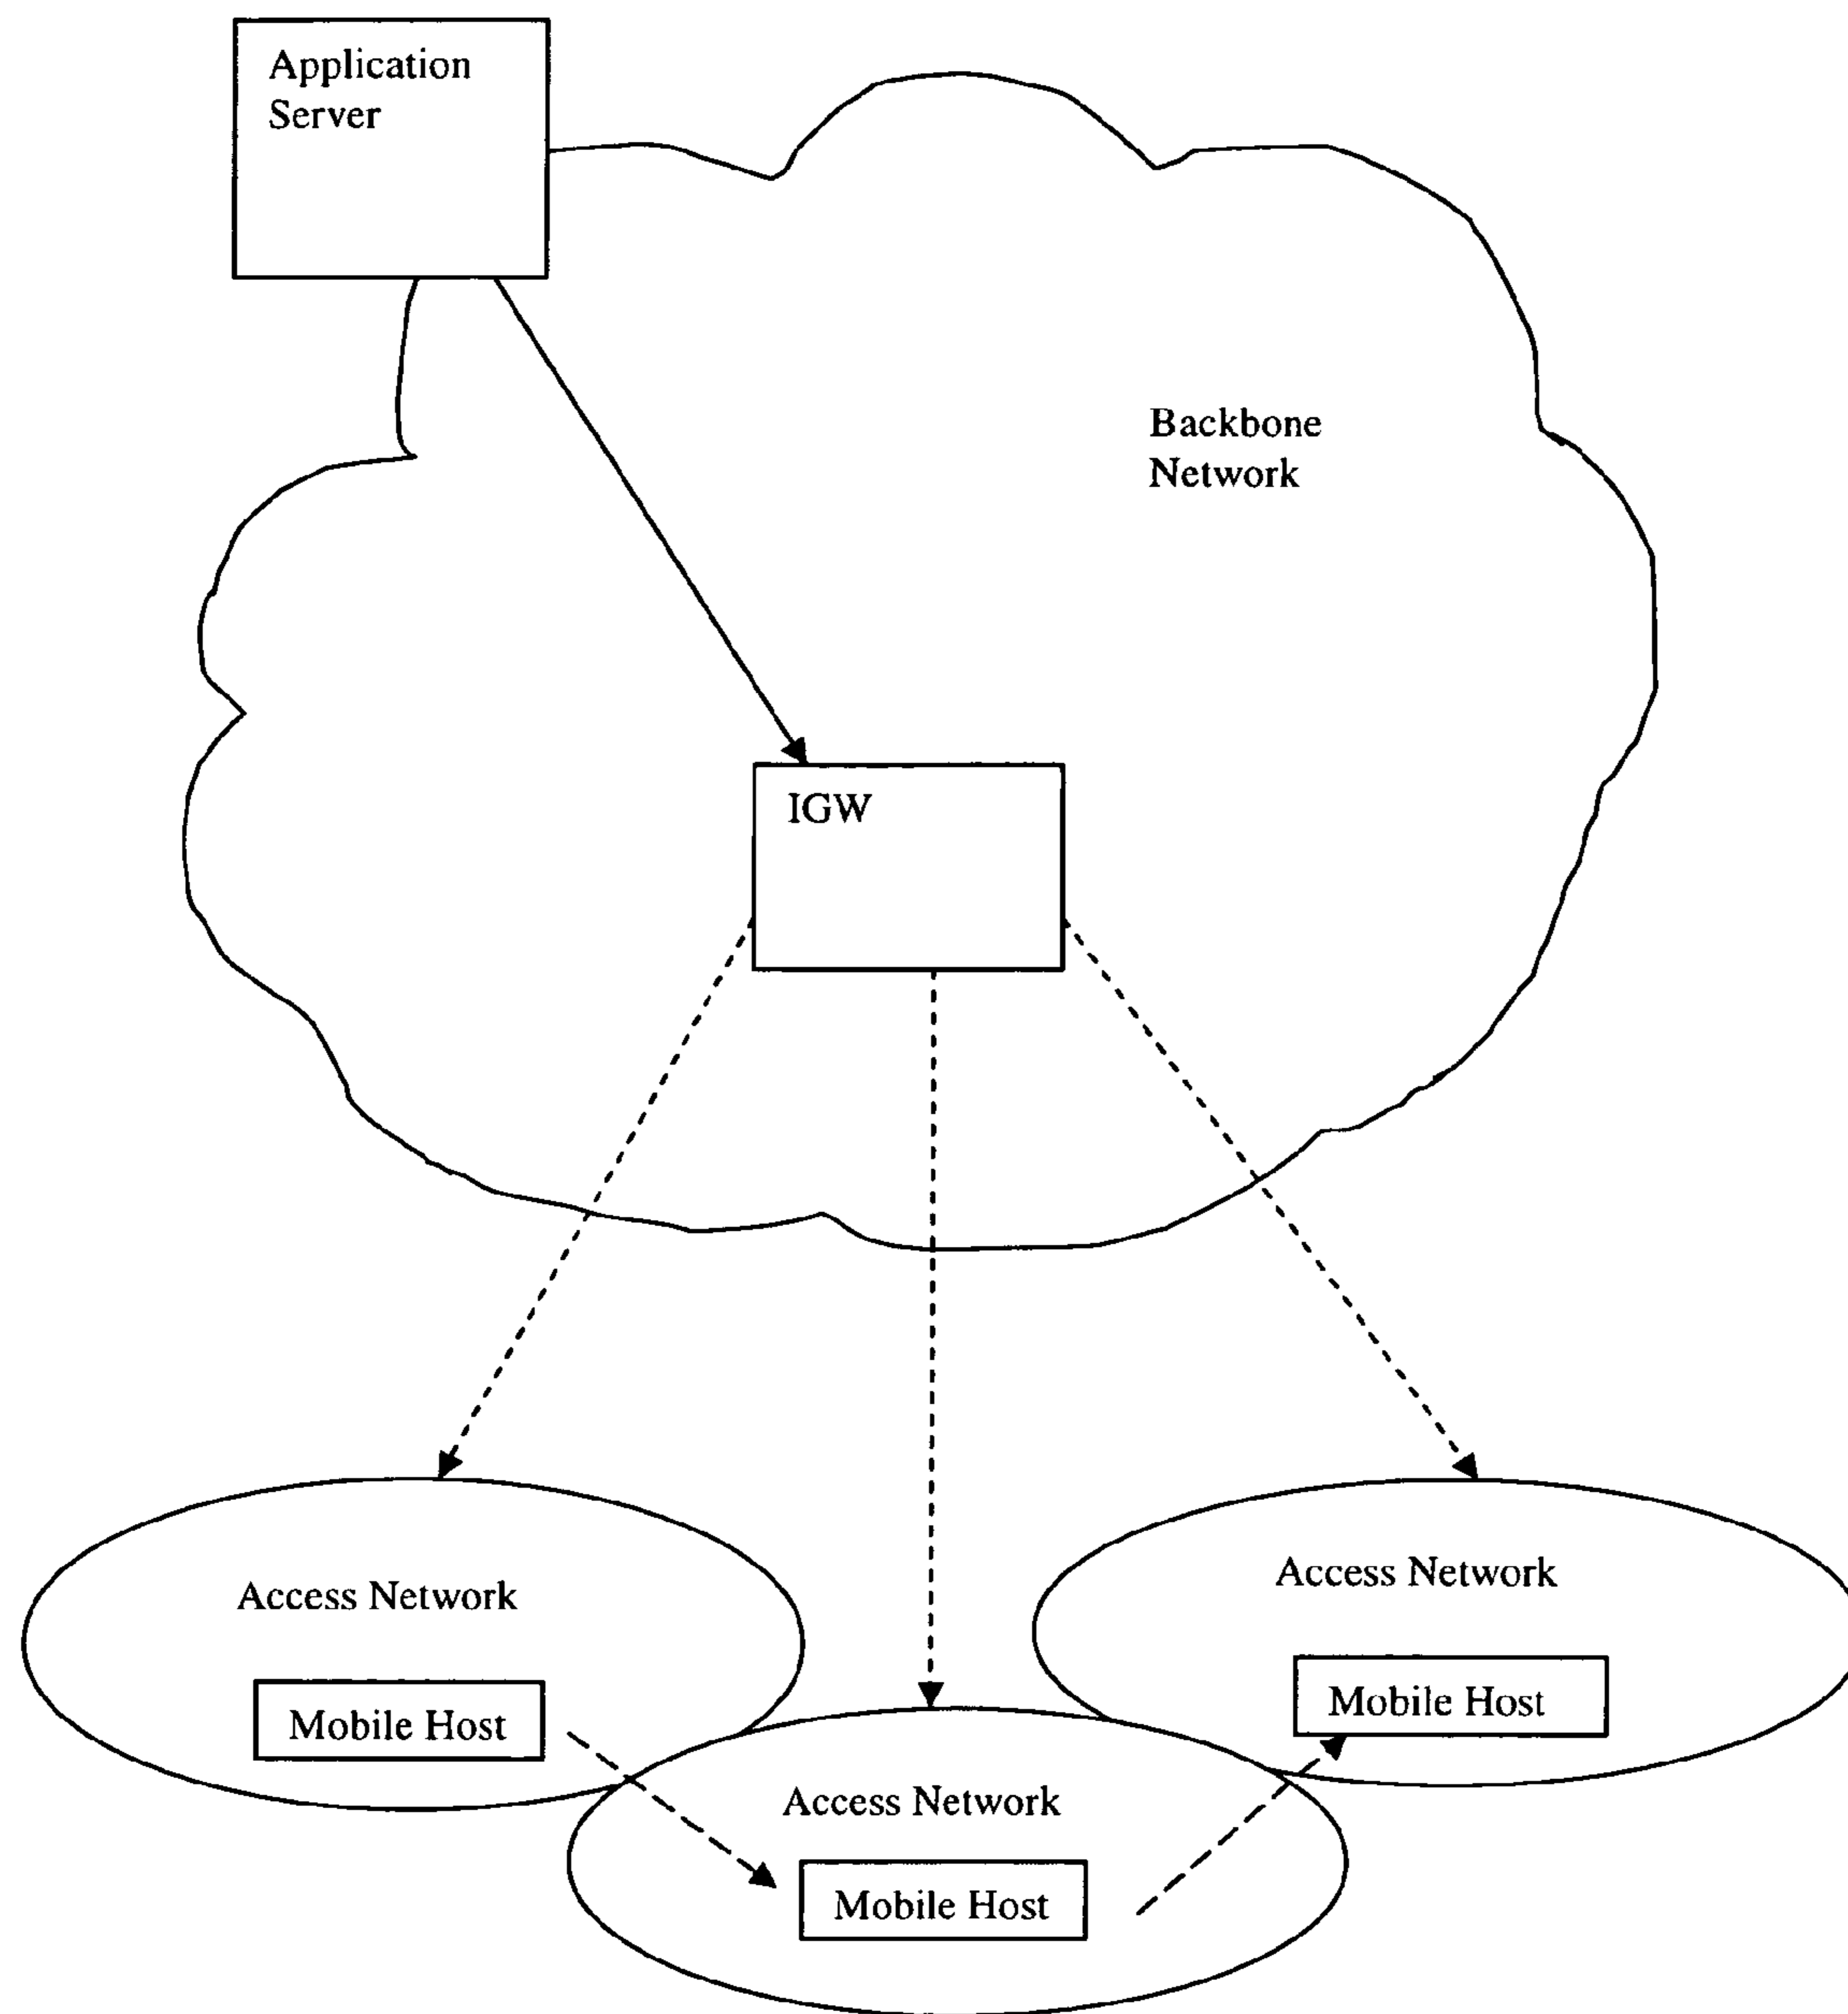 Application
Server
Backbone
Network
IGW
Access Network
Access Network
Mobile Host
Mobile Host
Access Network
Mobile Host